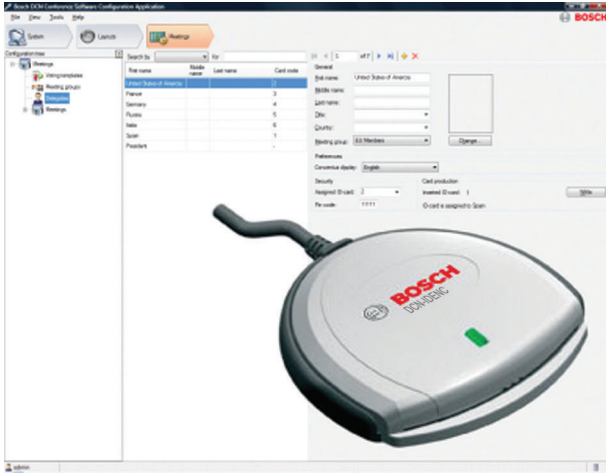 Bosch DCN Conference Software Configuration Application
File View Tools Help
BOSCH
System Layouts Meetings
Configuration tree
Meetings
Voting templates
Meeting groups
Delegates
Meetings
Search by for
First name Middle name Last name Card code
United States of America 2
France 3
Germany 4
Russia 5
6
Spain 1
President -
1 of 7
General
First name: United States of America
Middle name:
Last name:
Title:
Country:
Meeting group: Change...
Preferences
Concentus display: English
Security Card production
Assigned ID-card: 2 Inserted ID-card: 1
Pin code: 1111 ID-card is assigned to Spain
BOSCH
DCN-IDENC
admin